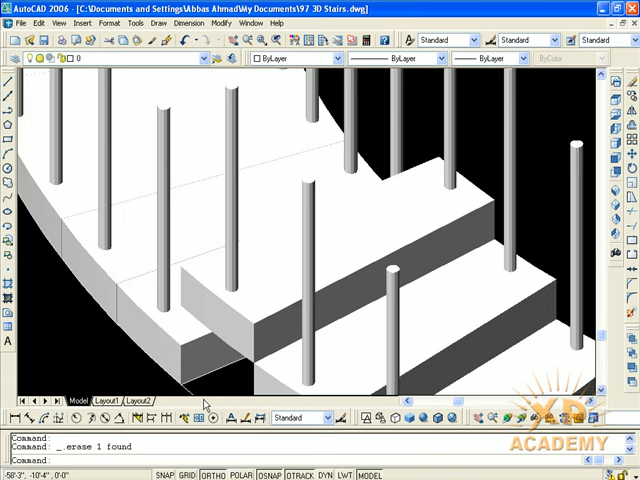 AutoCAD 2006 - [C:\Documents and Settings\Abbas Ahmad\My Documents\97 3D Stairs.dwg]
File Edit View Insert Format Tools Draw Dimension Modify Window Help
Standard Standard Standard
0 ByLayer ByLayer ByLayer ByColor
Model Layout1 Layout2
Standard
XD
ACADEMY
Command:
Command: _.erase 1 found
Command:
-58'-3", -10'-4", 0'-0" SNAP GRID ORTHO POLAR OSNAP OTRACK DYN LWT MODEL